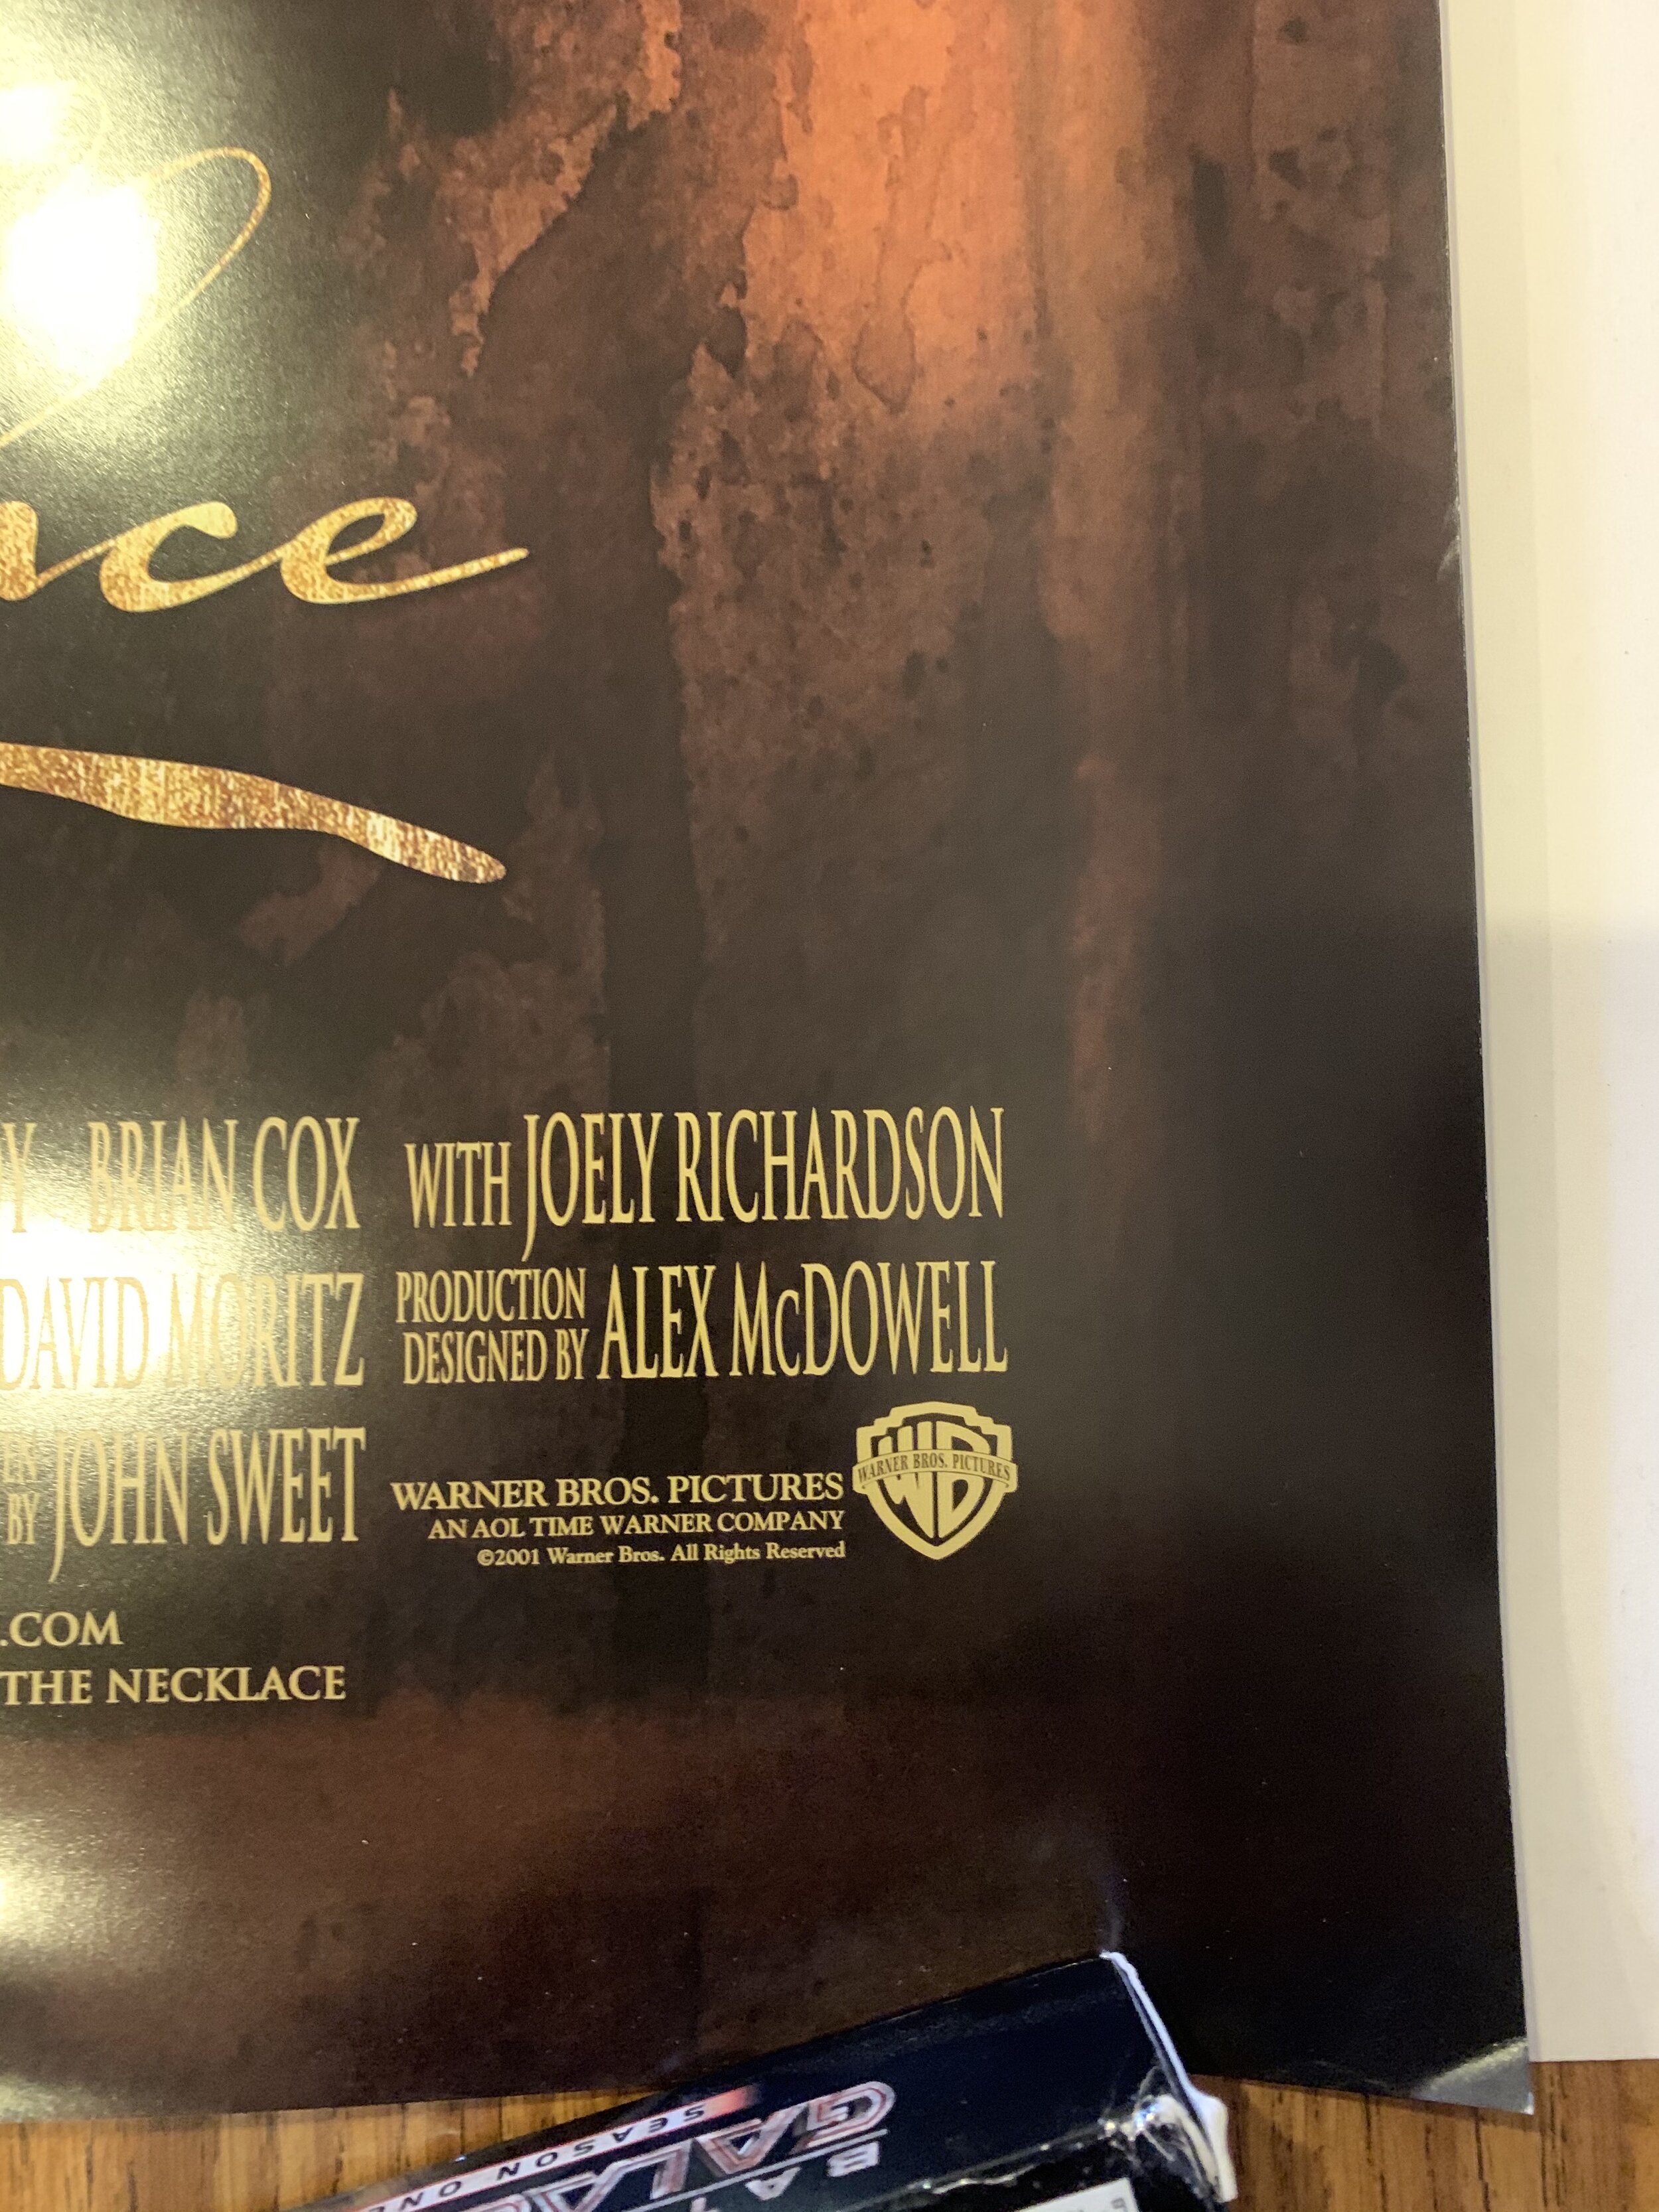 nce
Y BRIAN COX WITH JOELY RICHARDSON
DAVID MORITZ PRODUCTION DESIGNED BY ALEX McDOWELL
BY JOHN SWEET
WARNER BROS. PICTURES
AN AOL TIME WARNER COMPANY
©2001 Warner Bros. All Rights Reserved
WB
WARNER BROS. PICTURES
.COM
THE NECKLACE
SEASON ONE